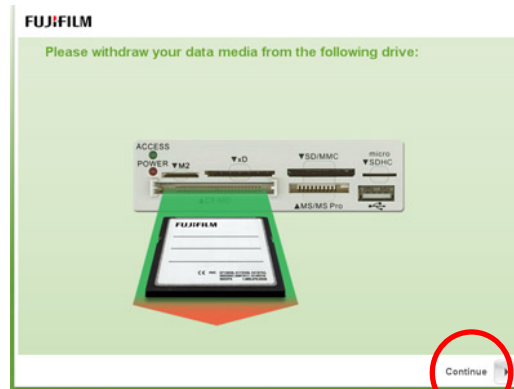 FUJIFILM
Please withdraw your data media from the following drive:
ACCESS
POWER
▼M2
▼xD
▼SD/MMC
micro
▼SDHC
▲MS/MS Pro
FUJIFILM
Continue